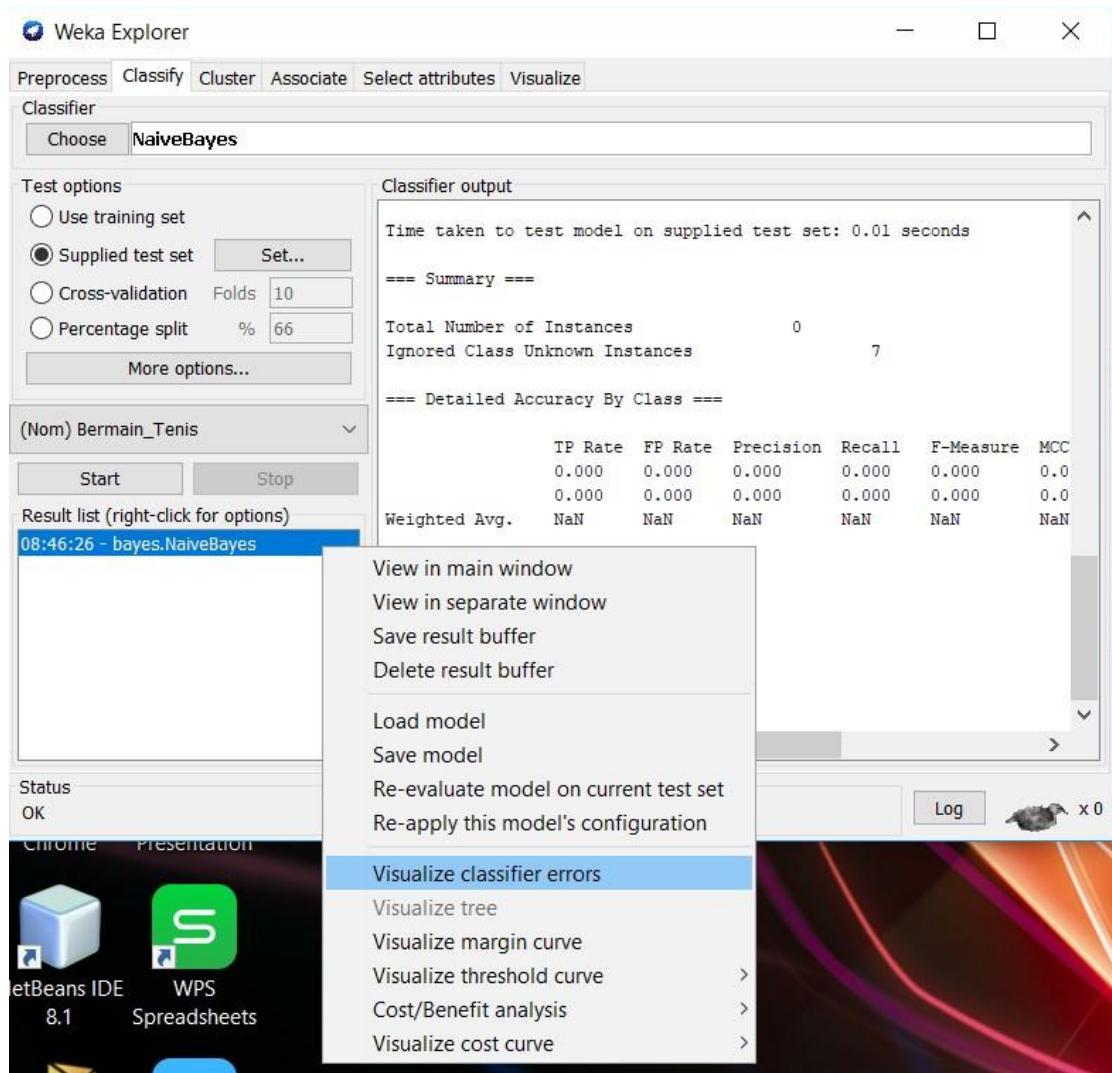 Weka Explorer
Preprocess Classify Cluster Associate Select attributes Visualize
Classifier
Choose NaiveBayes
Test options
Use training set
Supplied test set Set...
Cross-validation Folds 10
Percentage split % 66
More options...
(Nom) Bermain_Tenis
Start Stop
Result list (right-click for options)
08:46:26 - bayes.NaiveBayes
Classifier output
Time taken to test model on supplied test set: 0.01 seconds
=== Summary ===
Total Number of Instances 0
Ignored Class Unknown Instances 7
=== Detailed Accuracy By Class ===
TP Rate FP Rate Precision Recall F-Measure MCC
0.000 0.000 0.000 0.000 0.000 0.0
0.000 0.000 0.000 0.000 0.000 0.0
Weighted Avg. NaN NaN NaN NaN NaN NaN
View in main window
View in separate window
Save result buffer
Delete result buffer
Load model
Save model
Re-evaluate model on current test set
Re-apply this model's configuration
Visualize classifier errors
Visualize tree
Visualize margin curve
Visualize threshold curve
Cost/Benefit analysis
Visualize cost curve
Status
OK
Log x 0
Chrome Presentation
etBeans IDE
8.1
S
WPS
Spreadsheets